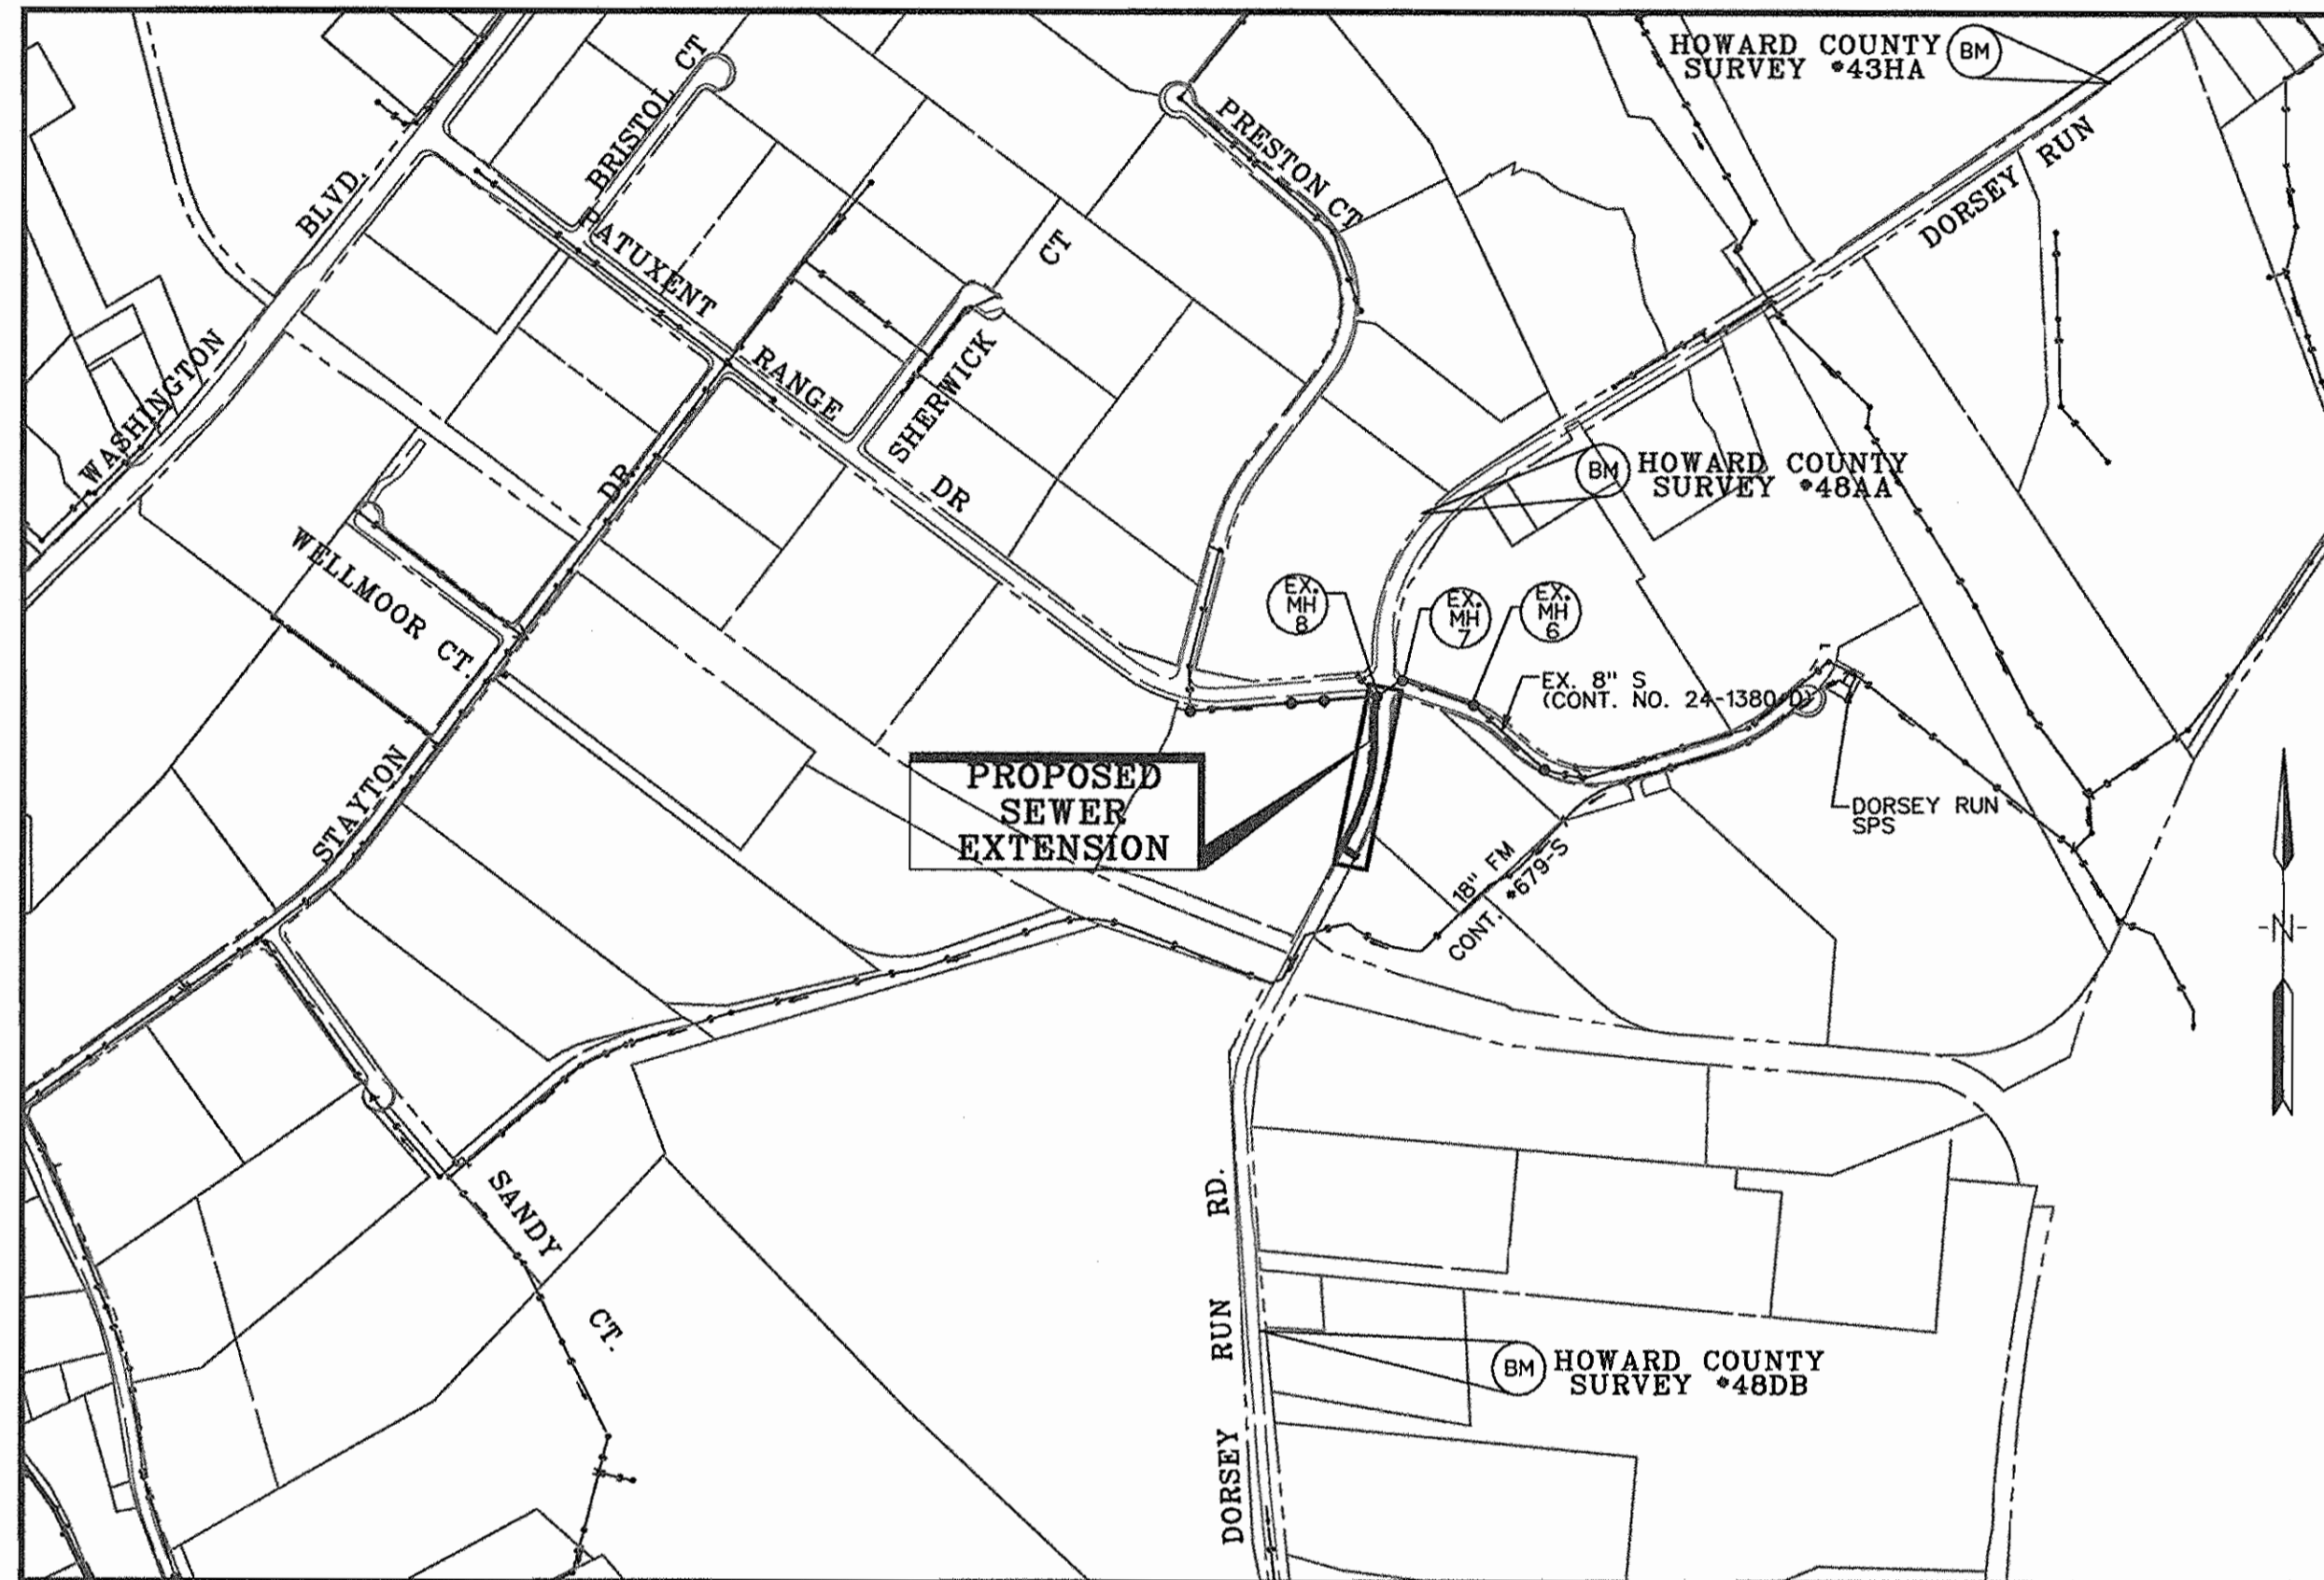 HOWARD COUNTY
SURVEY #43HA
BM
BRISTOL CT
PRESTON CT
DORSEY RUN
WASHINGTON BLVD.
PATUXENT RANGE DR
SHERWICK CT
BM
HOWARD COUNTY
SURVEY #48AA
WELLMOOR CT.
STAYTON DR.
EX.
MH
8
EX.
MH
7
EX.
MH
6
EX. 8" S
(CONT. NO. 24-1380-D)
PROPOSED
SEWER
EXTENSION
DORSEY RUN
SPS
18" FM
CONT. #679-S
-N-
SANDY CT.
DORSEY RUN RD.
BM
HOWARD COUNTY
SURVEY #48DB